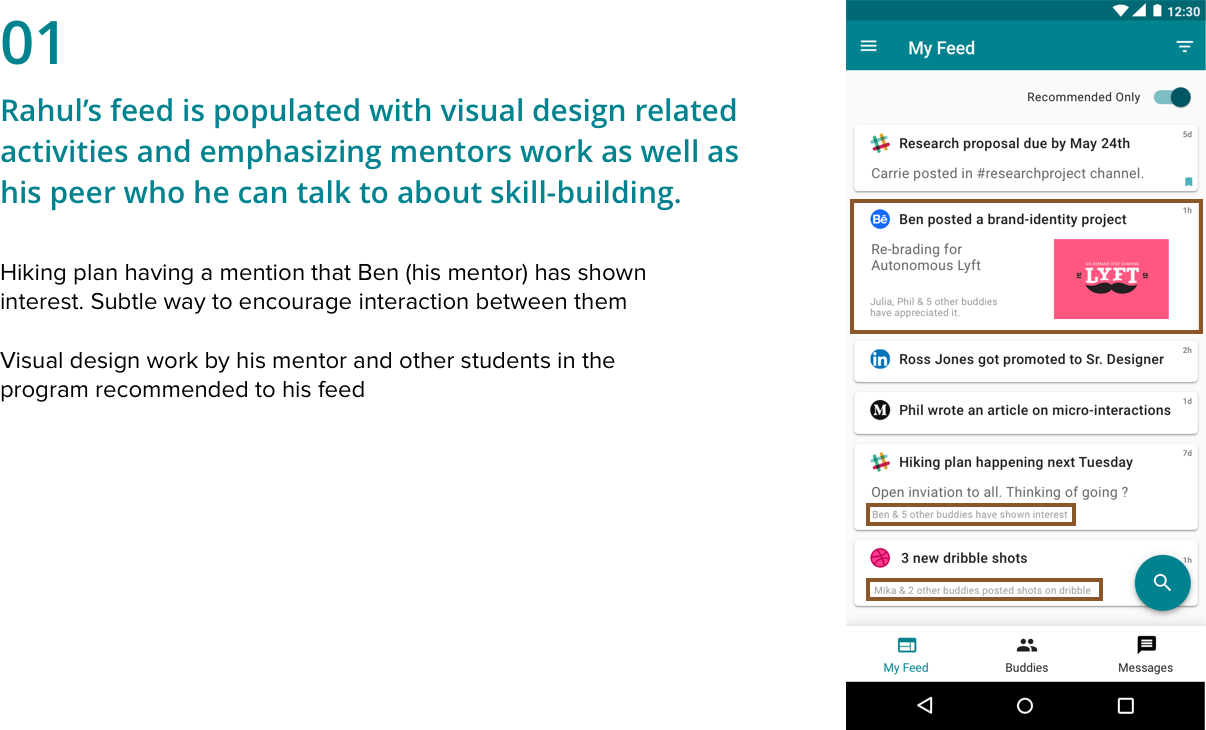 01
Rahul’s feed is populated with visual design related
activities and emphasizing mentors work as well as
his peer who he can talk to about skill-building.
Hiking plan having a mention that Ben (his mentor) has shown
interest. Subtle way to encourage interaction between them
Visual design work by his mentor and other students in the
program recommended to his feed
12:30
My Feed
Recommended Only
5d
Research proposal due by May 24th
Carrie posted in #researchproject channel.
1h
Bē Ben posted a brand-identity project
Re-brading for
Autonomous Lyft
ON DEMAND RIDE SHARING
LYFT
Julia, Phil & 5 other buddies
have appreciated it.
2h
in Ross Jones got promoted to Sr. Designer
1d
M Phil wrote an article on micro-interactions
7d
Hiking plan happening next Tuesday
Open inviation to all. Thinking of going ?
Ben & 5 other buddies have shown interest
3 new dribble shots
1h
Mika & 2 other buddies posted shots on dribble
My Feed
Buddies
Messages